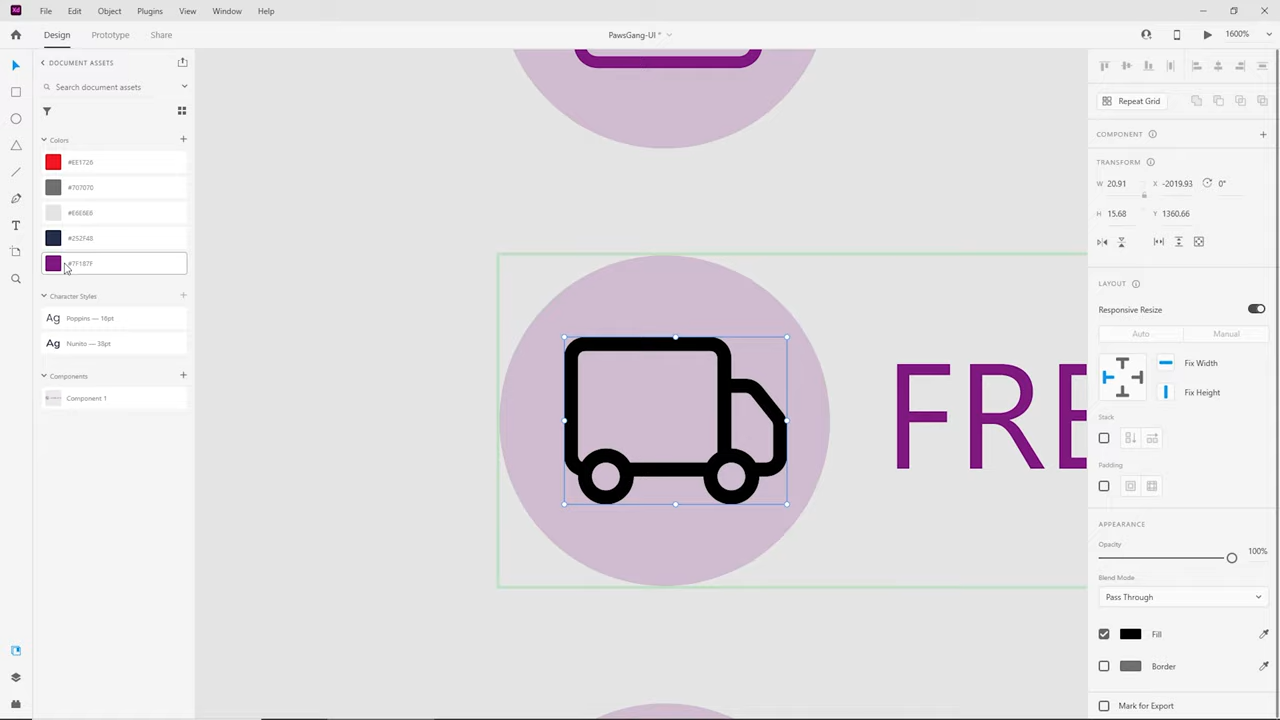 Xd File Edit Object Plugins View Window Help
Design Prototype Share PawsGang-UI * 1600%
DOCUMENT ASSETS
Search document assets
Repeat Grid
Colors
COMPONENT
#EE1726
TRANSFORM
#707070
W 20.91 X -2019.93 0°
#E6E6E6
H 15.68 Y 1360.66
#252F48
#7F187F
LAYOUT
Character Styles
Responsive Resize
Ag Poppins — 16pt
Auto Manual
Ag Nunito — 38pt
Fix Width
Components
Fix Height
Component 1
FRE
Stack
Padding
APPEARANCE
Opacity 100%
Blend Mode
Pass Through
Fill
Border
Mark for Export